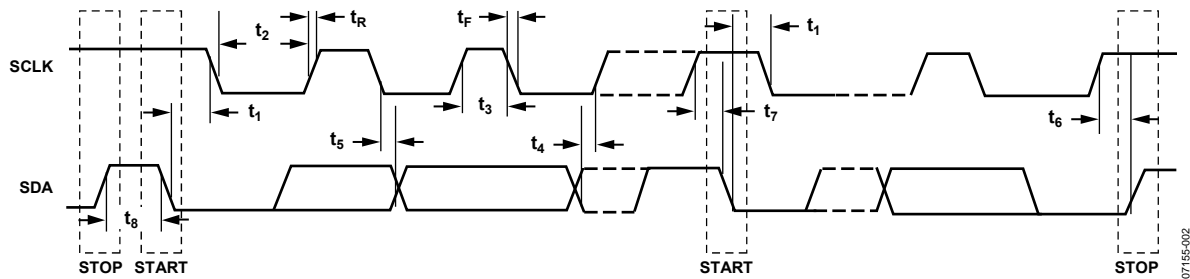 t2
tR
tF
t1
SCLK
t1
t3
t7
t6
t5
t4
SDA
t8
STOP
START
START
STOP
07155-002